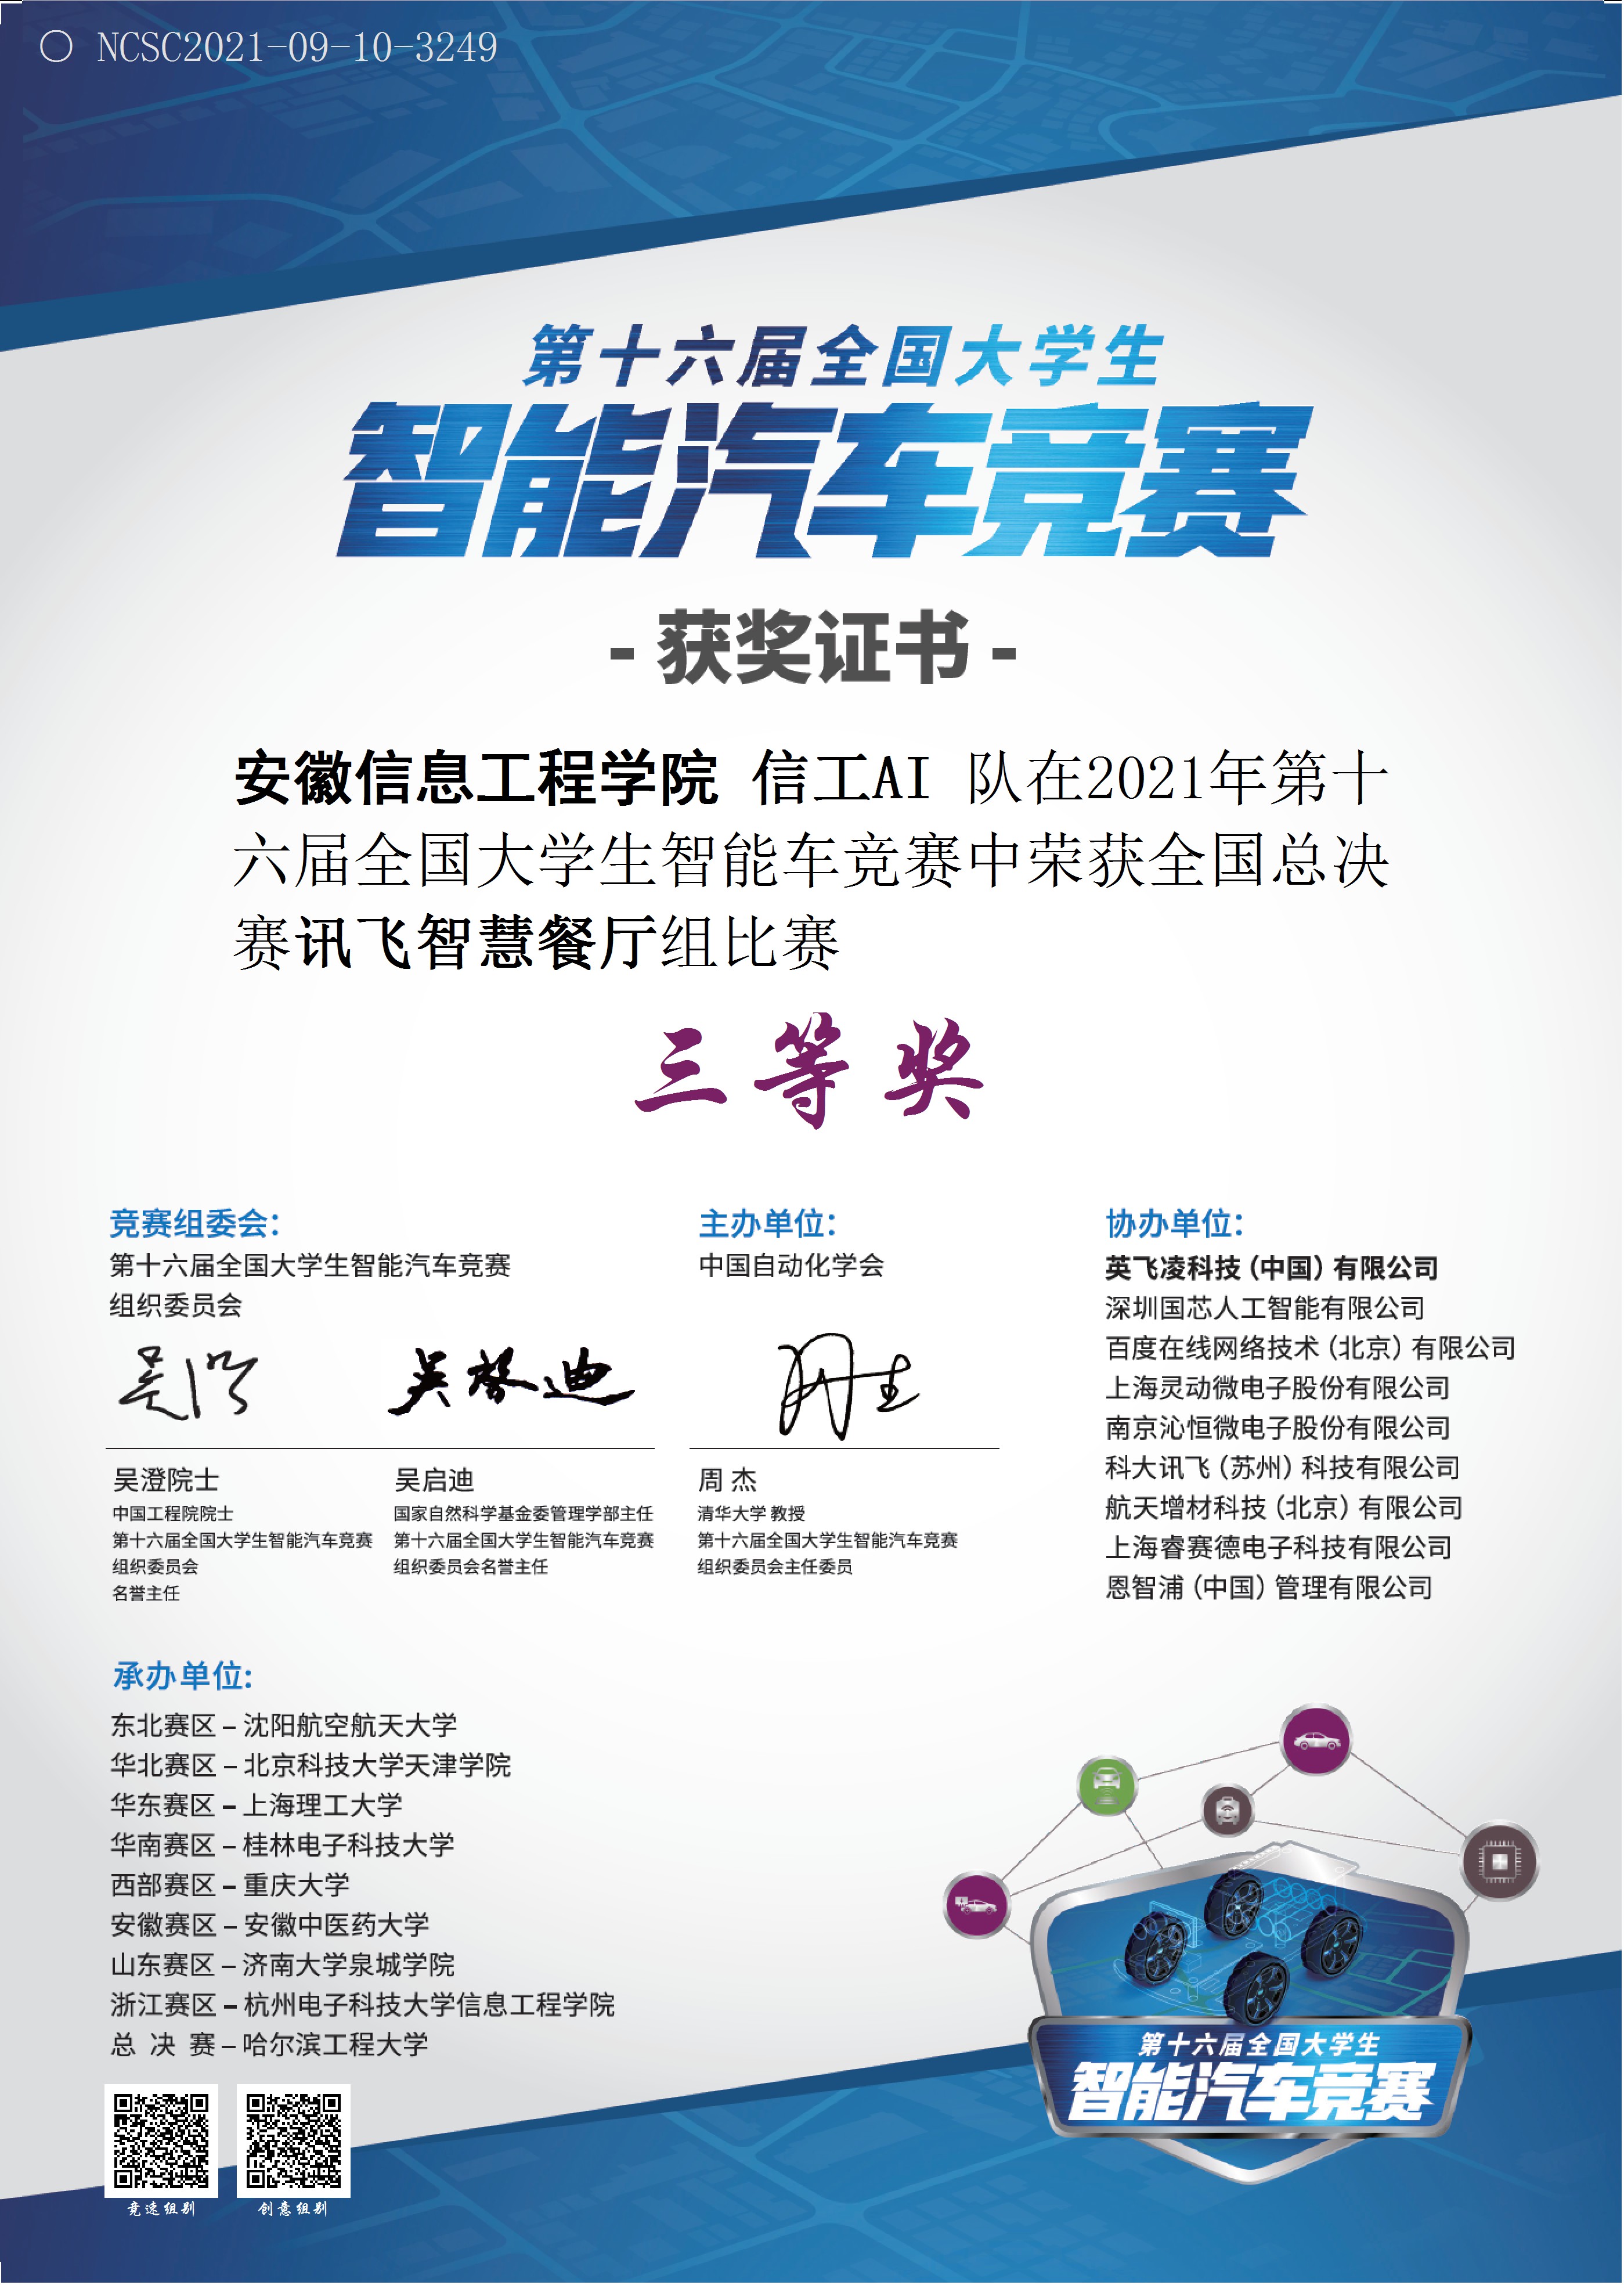 ○ NCSC2021-09-10-3249
第十六届全国大学生
智能汽车竞赛
- 获奖证书 -
安徽信息工程学院 信工AI 队在2021年第十
六届全国大学生智能车竞赛中荣获全国总决
赛讯飞智慧餐厅组比赛
三等奖
竞赛组委会：
第十六届全国大学生智能汽车竞赛
组织委员会
吴澄
吴启迪
吴澄院士
中国工程院院士
第十六届全国大学生智能汽车竞赛
组织委员会
名誉主任
吴启迪
国家自然科学基金委管理学部主任
第十六届全国大学生智能汽车竞赛
组织委员会名誉主任
主办单位：
中国自动化学会
周杰
周 杰
清华大学 教授
第十六届全国大学生智能汽车竞赛
组织委员会主任委员
协办单位：
英飞凌科技（中国）有限公司
深圳国芯人工智能有限公司
百度在线网络技术（北京）有限公司
上海灵动微电子股份有限公司
南京沁恒微电子股份有限公司
科大讯飞（苏州）科技有限公司
航天增材科技（北京）有限公司
上海睿赛德电子科技有限公司
恩智浦（中国）管理有限公司
承办单位:
东北赛区 – 沈阳航空航天大学
华北赛区 – 北京科技大学天津学院
华东赛区 – 上海理工大学
华南赛区 – 桂林电子科技大学
西部赛区 – 重庆大学
安徽赛区 – 安徽中医药大学
山东赛区 – 济南大学泉城学院
浙江赛区 – 杭州电子科技大学信息工程学院
总 决 赛 – 哈尔滨工程大学
竞速组别
创意组别
第十六届全国大学生
智能汽车竞赛